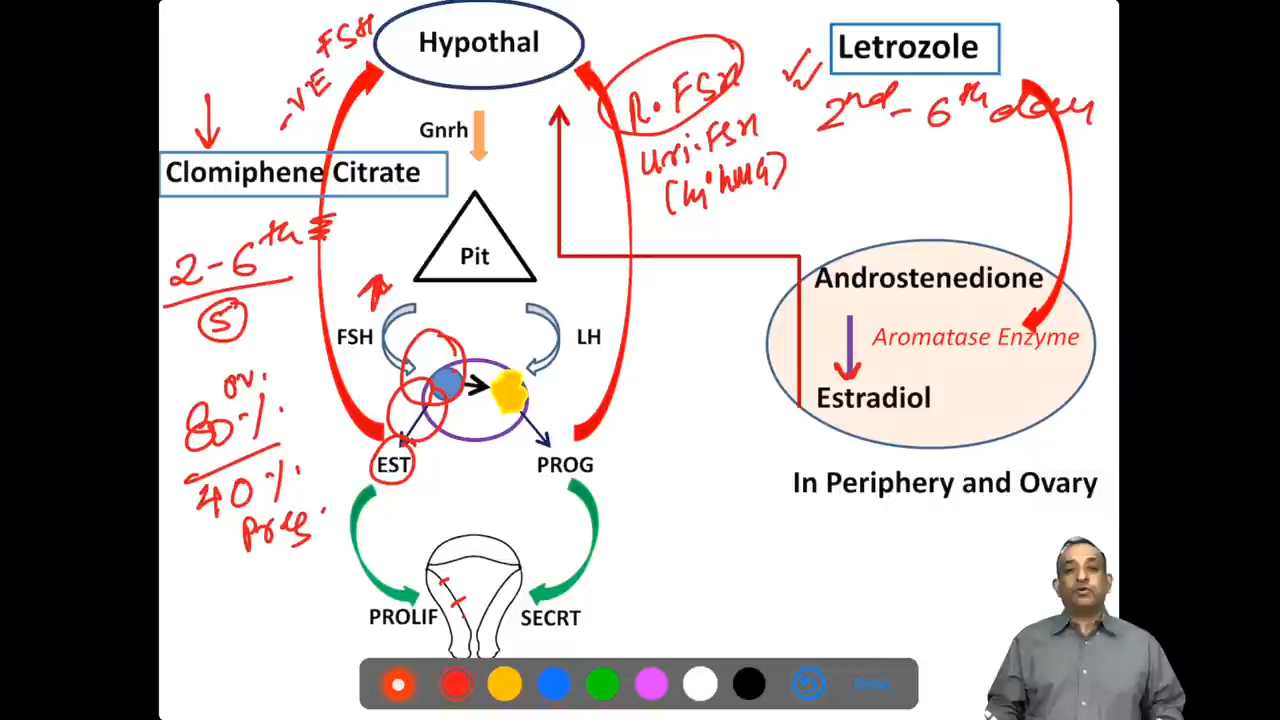 Hypothal
FSH
-VE
Gnrh
Clomiphene Citrate
2-6th
5
Pit
FSH
LH
ov.
80%.
40%.
Preg.
EST
PROG
PROLIF
SECRT
R.FSH
Uri.FSH
Letrozole
2nd-6th day
Androstenedione
Aromatase Enzyme
Estradiol
In Periphery and Ovary